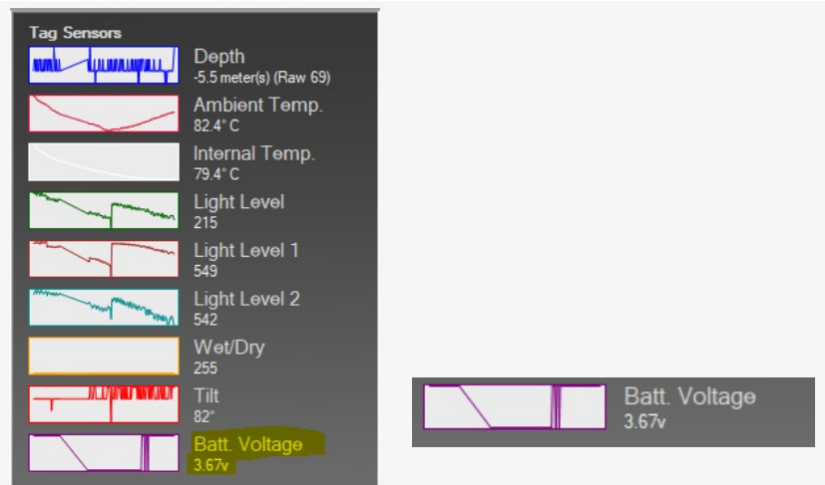 Tag Sensors
Depth
-5.5 meter(s) (Raw 69)
Ambient Temp.
82.4° C
Internal Temp.
79.4° C
Light Level
215
Light Level 1
549
Light Level 2
542
Wet/Dry
255
Tilt
82°
Batt. Voltage
3.67v
Batt. Voltage
3.67v